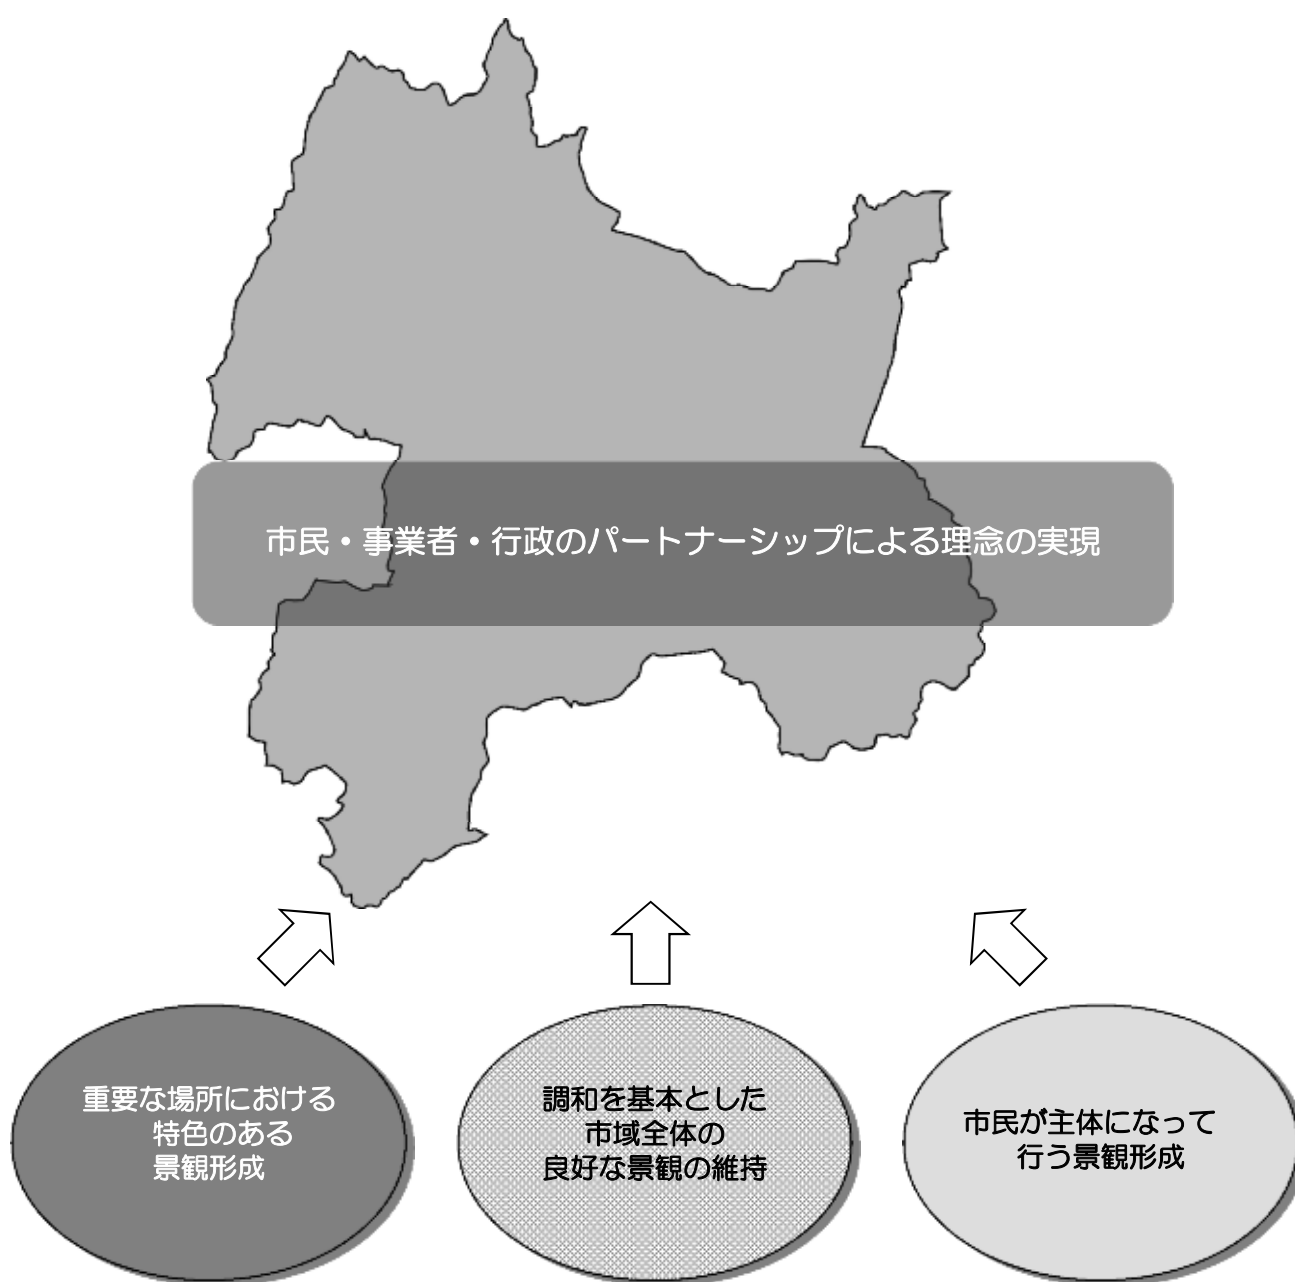 市民・事業者・行政のパートナーシップによる理念の実現
重要な場所における
特色のある
景観形成
調和を基本とした
市域全体の
良好な景観の維持
市民が主体になって
行う景観形成